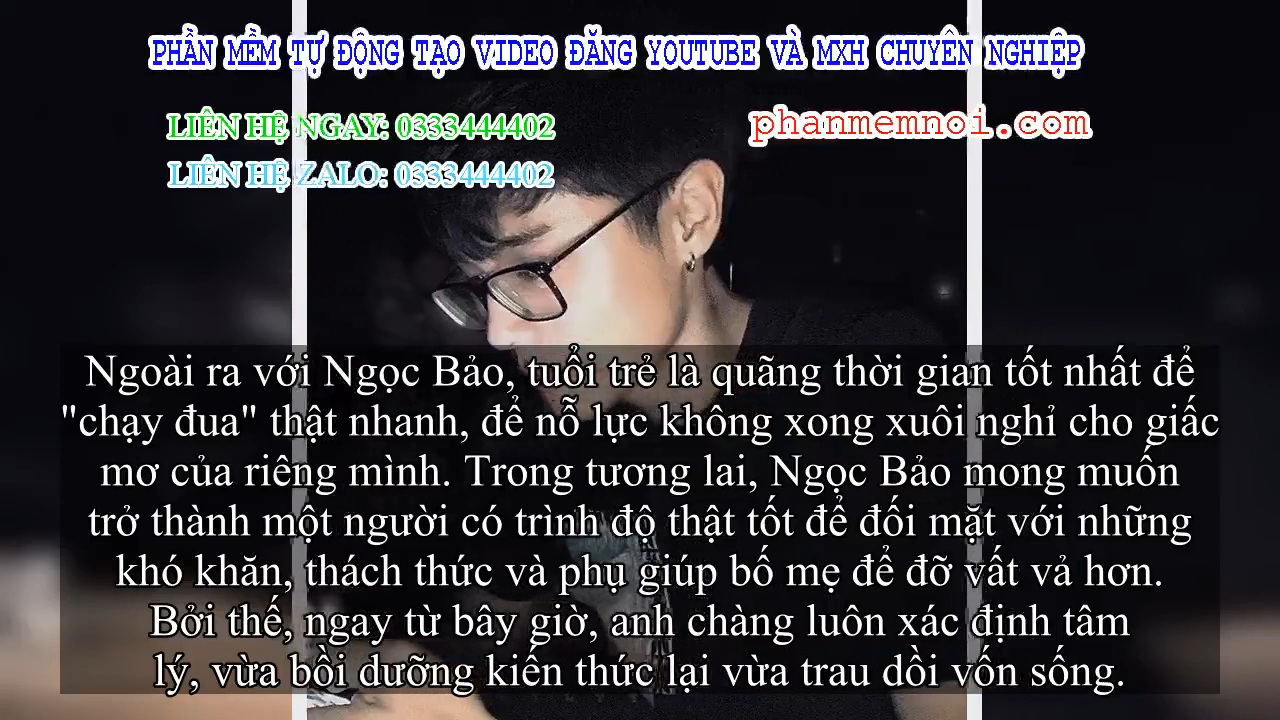 PHẦN MỀM TỰ ĐỘNG TẠO VIDEO ĐĂNG YOUTUBE VÀ MXH CHUYÊN NGHIỆP
LIÊN HỆ NGAY: 0333444402
phanmemnoi.com
LIÊN HỆ ZALO: 0333444402
Ngoài ra với Ngọc Bảo, tuổi trẻ là quãng thời gian tốt nhất để
"chạy đua" thật nhanh, để nỗ lực không xong xuôi nghỉ cho giấc
mơ của riêng mình. Trong tương lai, Ngọc Bảo mong muốn
trở thành một người có trình độ thật tốt để đối mặt với những
khó khăn, thách thức và phụ giúp bố mẹ để đỡ vất vả hơn.
Bởi thế, ngay từ bây giờ, anh chàng luôn xác định tâm
lý, vừa bồi dưỡng kiến thức lại vừa trau dồi vốn sống.